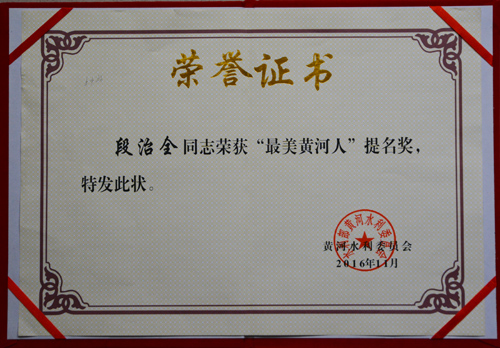 荣誉证书
段治全同志荣获“最美黄河人”提名奖，
特发此状。
黄河水利委员会
2016年11月